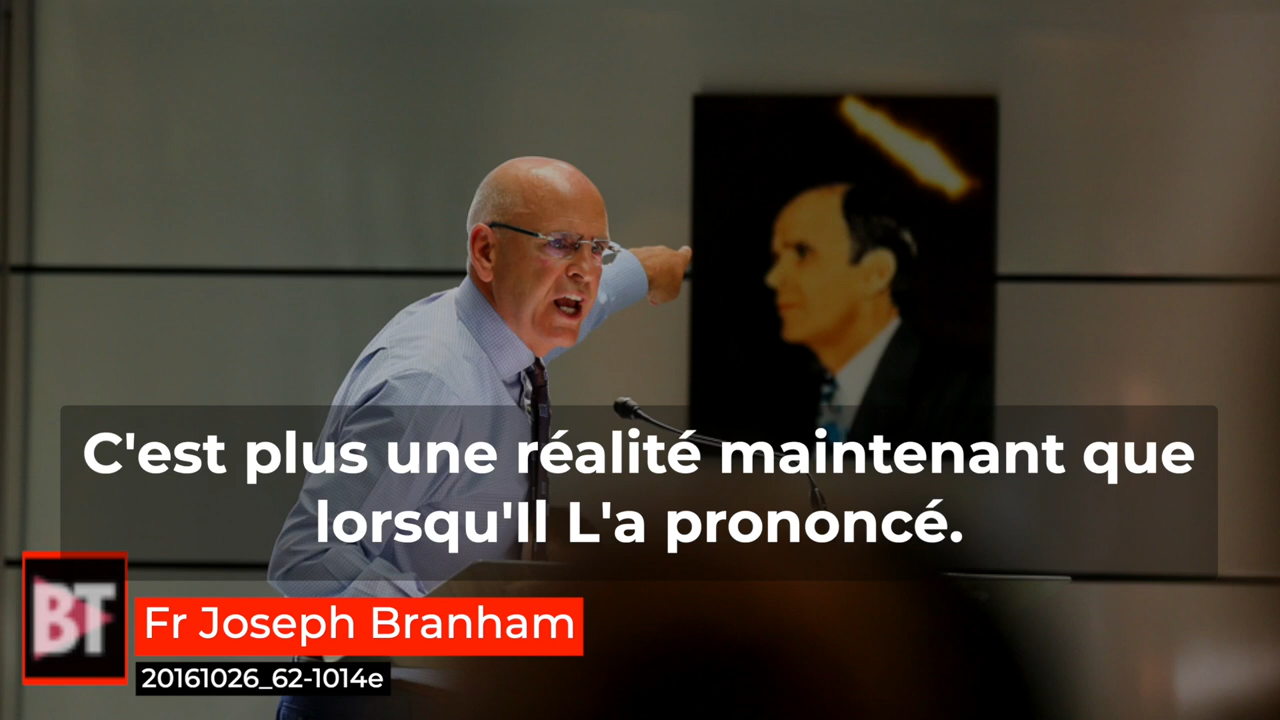 C'est plus une réalité maintenant que
lorsqu'Il L'a prononcé.
BT
Fr Joseph Branham
20161026_62-1014e